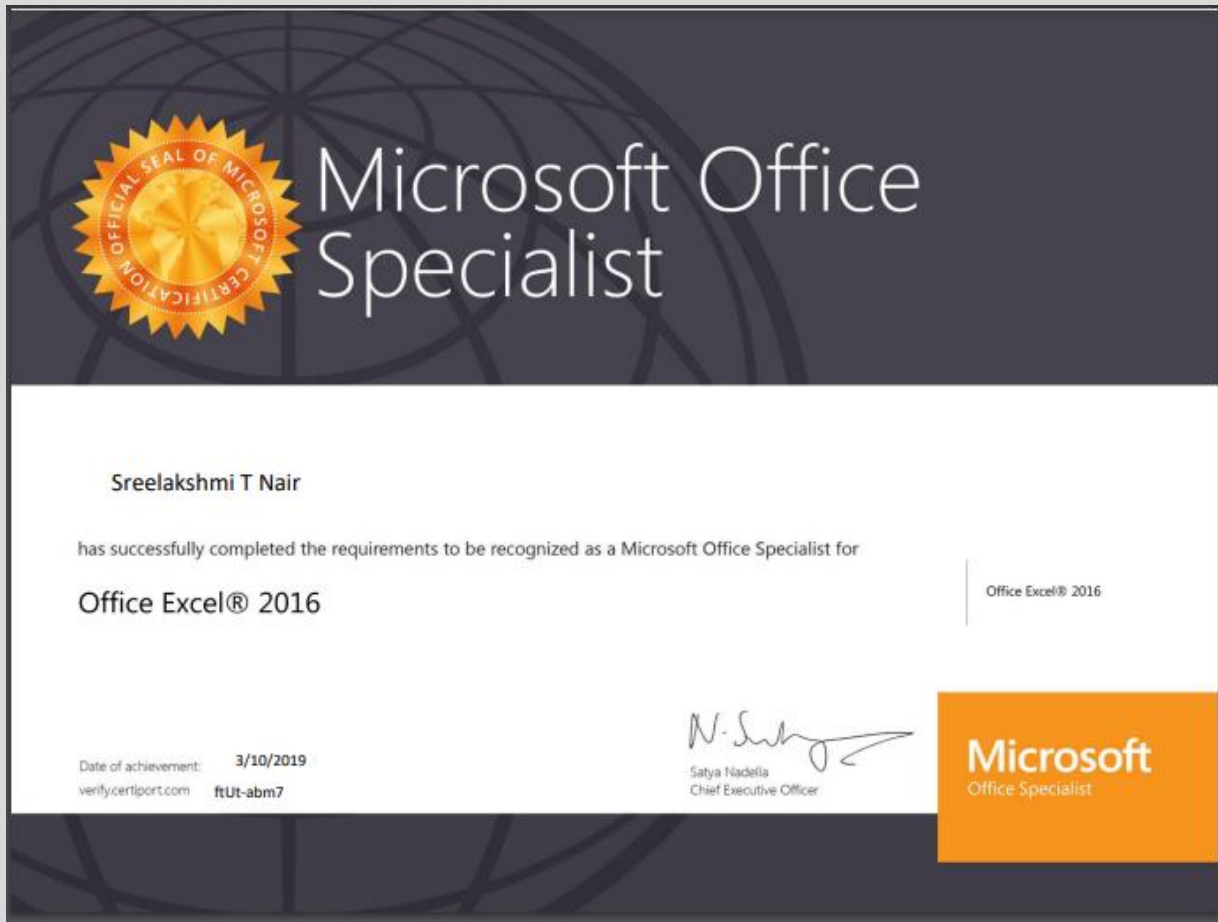 OFFICIAL SEAL OF MICROSOFT CERTIFICATION
Microsoft Office
Specialist
Sreelakshmi T Nair
has successfully completed the requirements to be recognized as a Microsoft Office Specialist for
Office Excel® 2016
Office Excel® 2016
Date of achievement: 3/10/2019
verify.certiport.com ftUt-abm7
N. Satya
Satya Nadella
Chief Executive Officer
Microsoft
Office Specialist